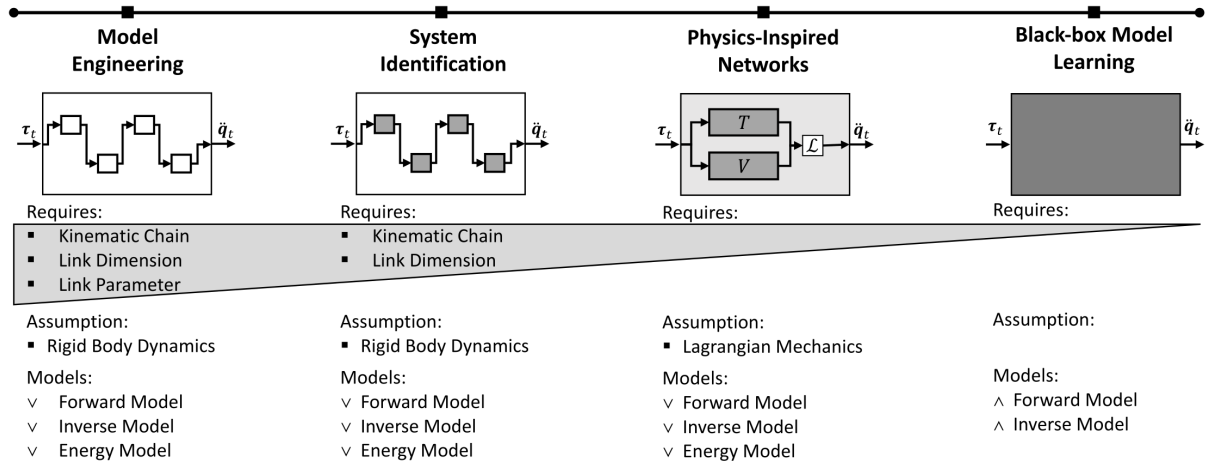 Model
Engineering
System
Identification
Physics-Inspired
Networks
Black-box Model
Learning
τₜ
q̈ₜ
τₜ
q̈ₜ
τₜ
T
V
ℒ
q̈ₜ
τₜ
q̈ₜ
Requires:
▪ Kinematic Chain
▪ Link Dimension
▪ Link Parameter
Requires:
▪ Kinematic Chain
▪ Link Dimension
Requires:
Requires:
Assumption:
▪ Rigid Body Dynamics
Assumption:
▪ Rigid Body Dynamics
Assumption:
▪ Lagrangian Mechanics
Assumption:
Models:
∨ Forward Model
∨ Inverse Model
∨ Energy Model
Models:
∨ Forward Model
∨ Inverse Model
∨ Energy Model
Models:
∨ Forward Model
∨ Inverse Model
∨ Energy Model
Models:
∧ Forward Model
∧ Inverse Model